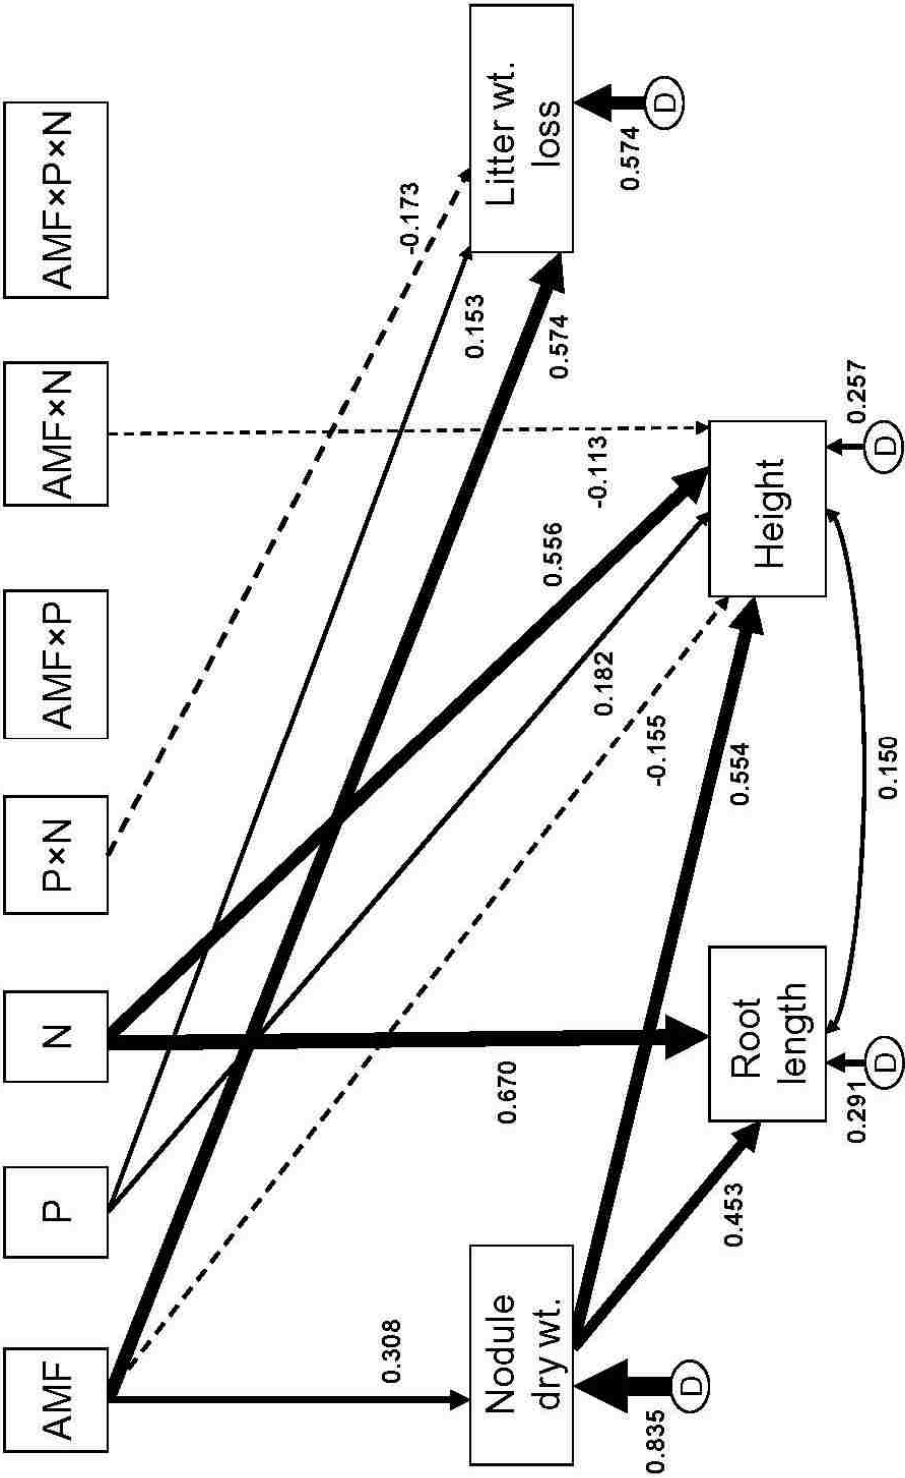 AMF
P
N
P×N
AMF×P
AMF×N
AMF×P×N
-0.173
0.153
0.574
Litter wt.
loss
0.574
D
0.308
0.670
0.556
-0.113
0.182
-0.155
0.554
Nodule
dry wt.
0.453
0.835
D
Root
length
Height
0.291
D
0.150
0.257
D